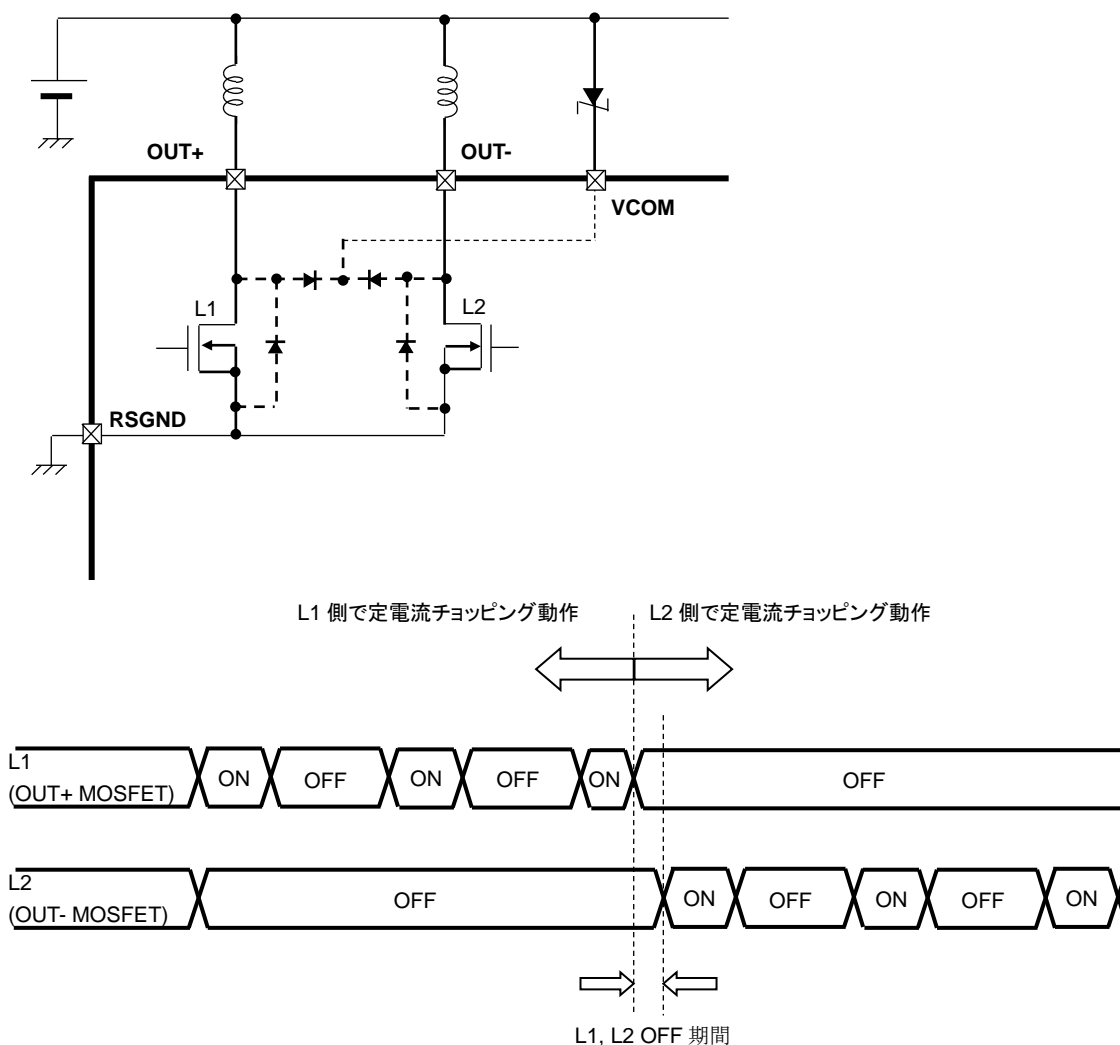 OUT+
OUT-
VCOM
L1
L2
RSGND
L1 側で定電流チョッピング動作
L2 側で定電流チョッピング動作
L1
(OUT+ MOSFET)
ON
OFF
ON
OFF
ON
OFF
L2
(OUT- MOSFET)
OFF
ON
OFF
ON
OFF
ON
L1, L2 OFF 期間